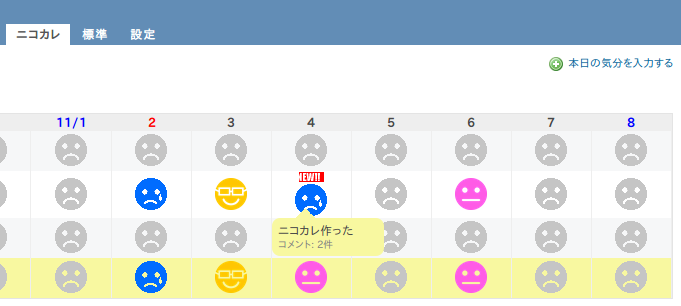 ニコカレ 標準 設定
本日の気分を入力する
11/1 2 3 4 5 6 7 8
NEW!!
ニコカレ作った
コメント: 2件